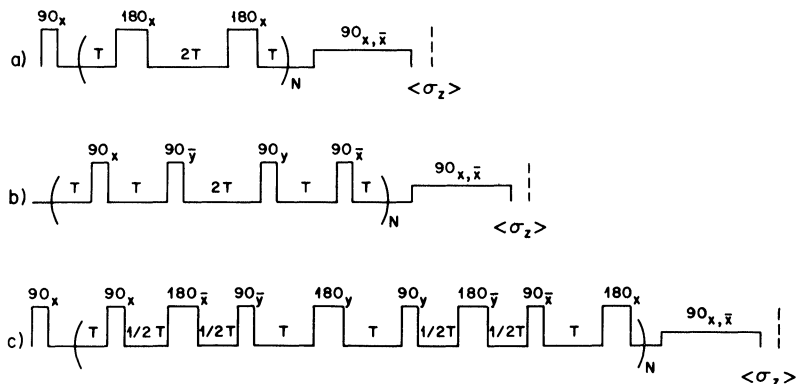 90x 180x 180x 90x,x̄
a) ( T 2T T )N
<σz>
90x 90ȳ 90y 90x̄ 90x,x̄
b) ( T T 2T T T )N
<σz>
90x 90x 180x̄ 90ȳ 180y 90y 180ȳ 90x̄ 180x 90x,x̄
c) ( T 1/2T 1/2T T T 1/2T 1/2T T )N
<σz>